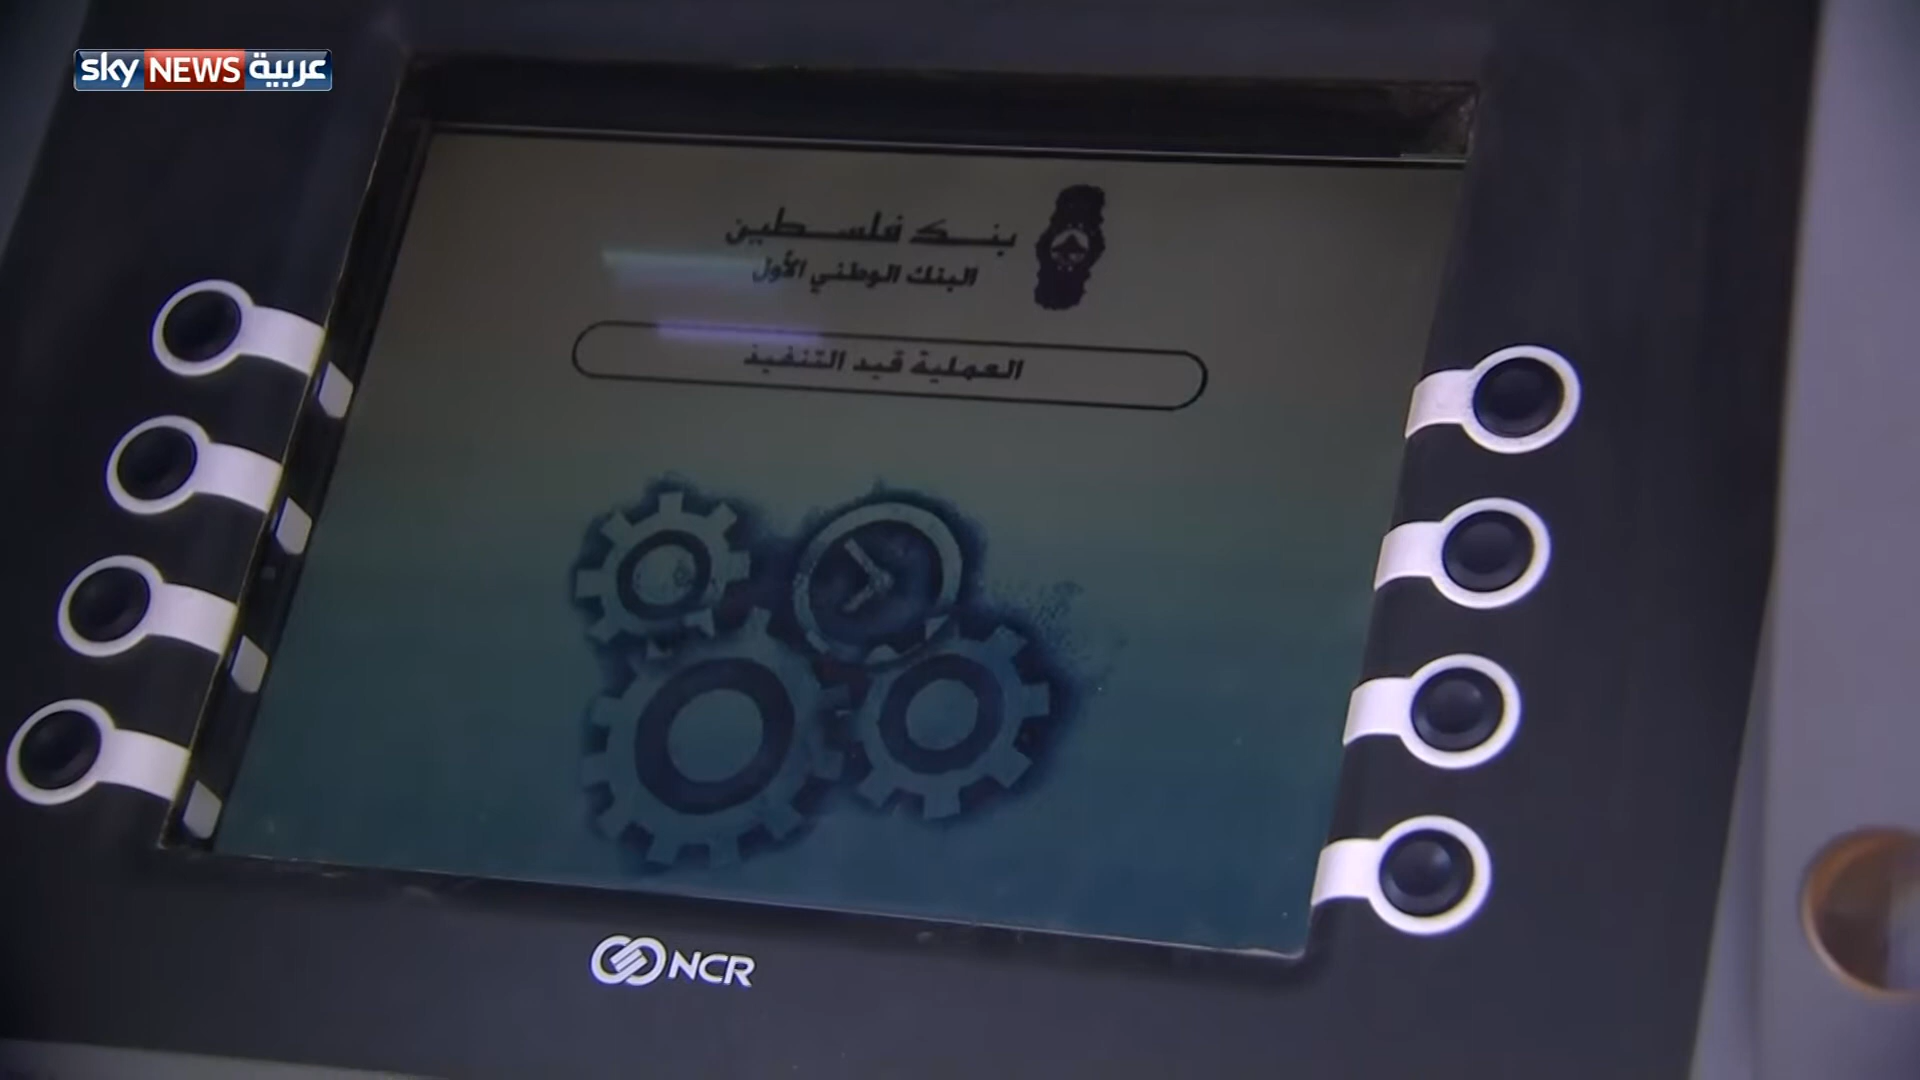 sky NEWS عربية
بنك فلسطين
البنك الوطني الأول
العملية قيد التنفيذ
NCR